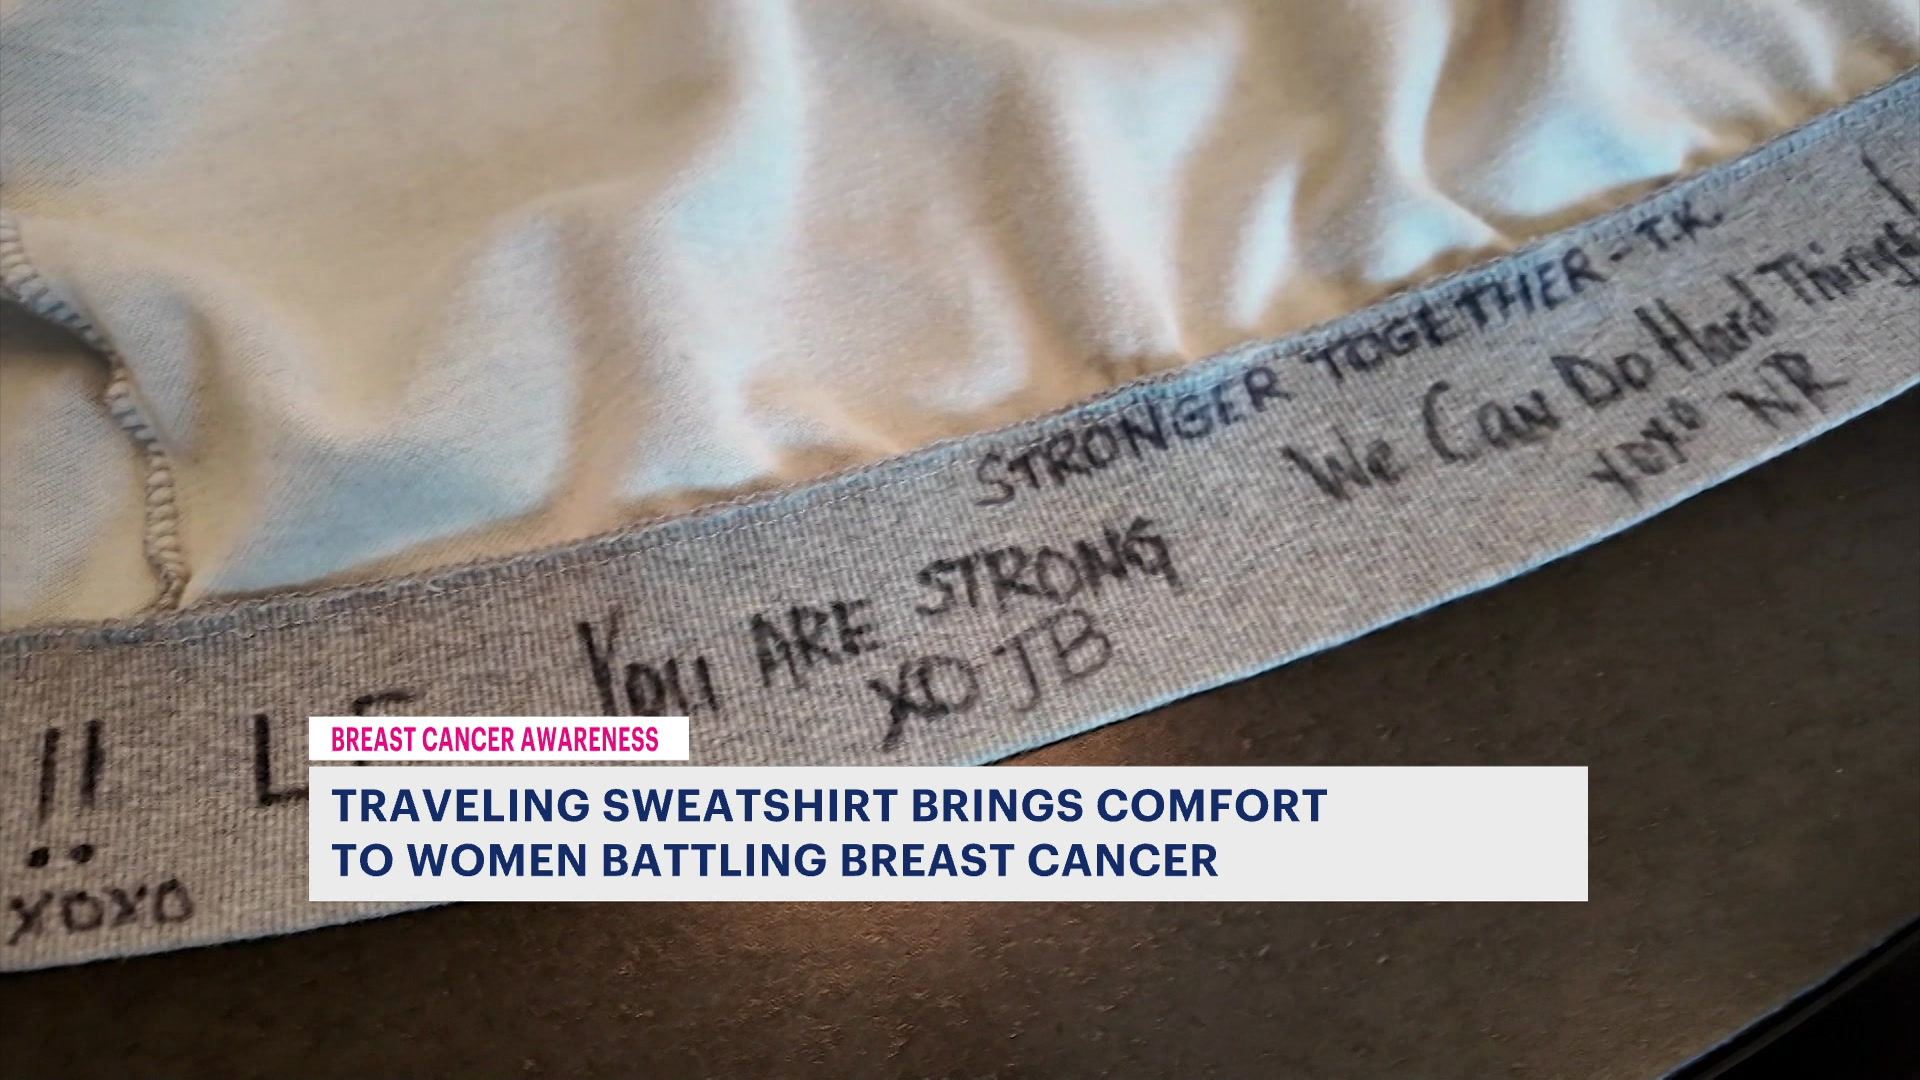 STRONGER TOGETHER - T.K.
We Can Do Hard Things!
XOXO NR
YOU ARE STRONG
XO JB
!! L
XOXO
BREAST CANCER AWARENESS
TRAVELING SWEATSHIRT BRINGS COMFORT
TO WOMEN BATTLING BREAST CANCER